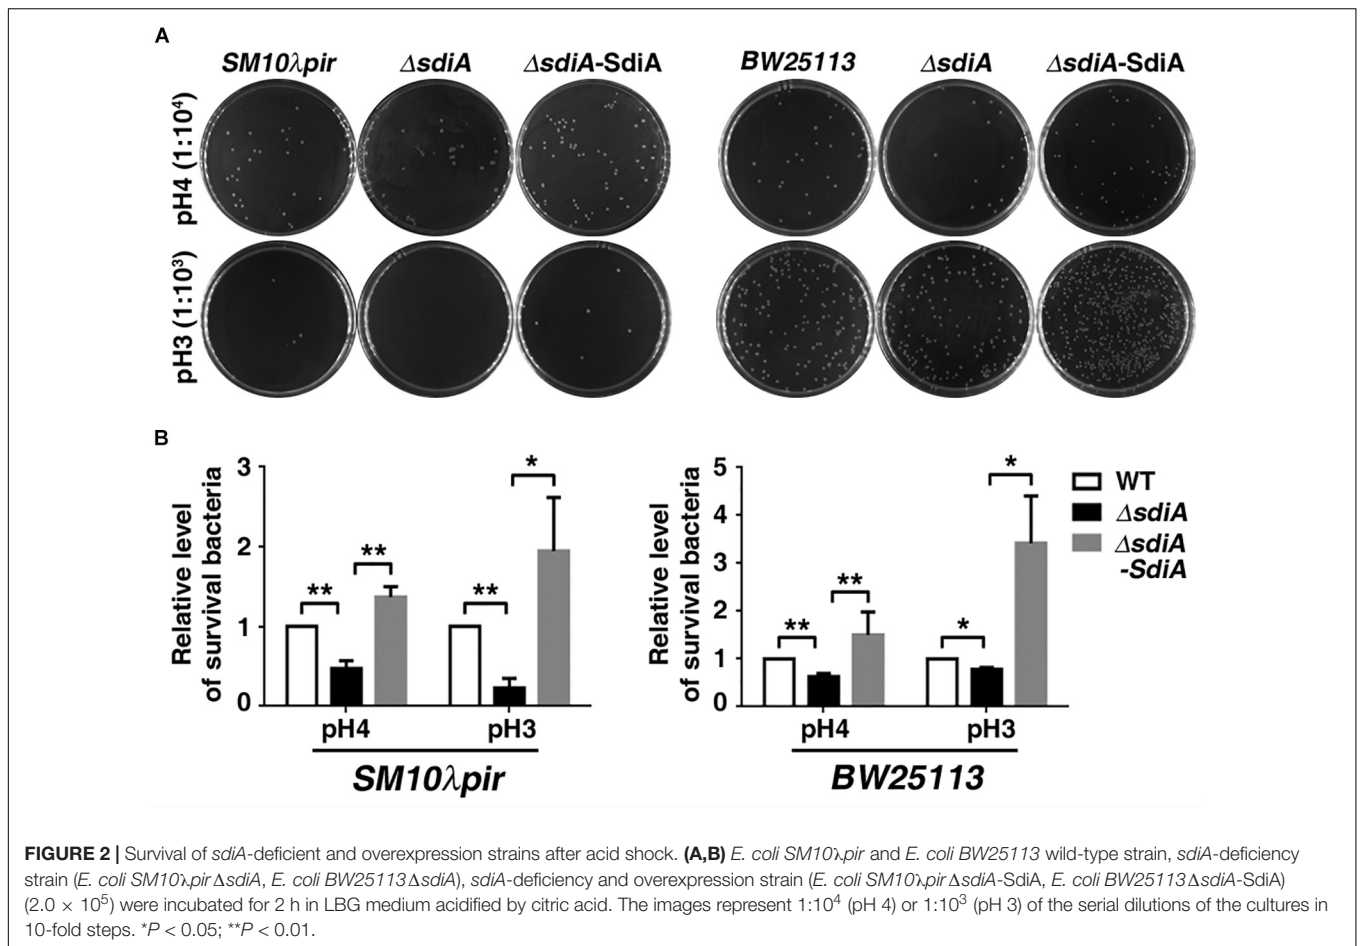 A
SM10λpir ΔsdiA ΔsdiA-SdiA BW25113 ΔsdiA ΔsdiA-SdiA
pH4 (1:10⁴)
pH3 (1:10³)
B
Relative level
of survival bacteria
3
2
1
0
** ** ** *
pH4 pH3
SM10λpir
Relative level
of survival bacteria
5
4
3
2
1
0
** ** * *
pH4 pH3
BW25113
WT
ΔsdiA
ΔsdiA
-SdiA
FIGURE 2 | Survival of sdiA-deficient and overexpression strains after acid shock. (A,B) E. coli SM10λpir and E. coli BW25113 wild-type strain, sdiA-deficiency
strain (E. coli SM10λpirΔsdiA, E. coli BW25113ΔsdiA), sdiA-deficiency and overexpression strain (E. coli SM10λpirΔsdiA-SdiA, E. coli BW25113ΔsdiA-SdiA)
(2.0 × 10⁵) were incubated for 2 h in LBG medium acidified by citric acid. The images represent 1:10⁴ (pH 4) or 1:10³ (pH 3) of the serial dilutions of the cultures in
10-fold steps. *P < 0.05; **P < 0.01.